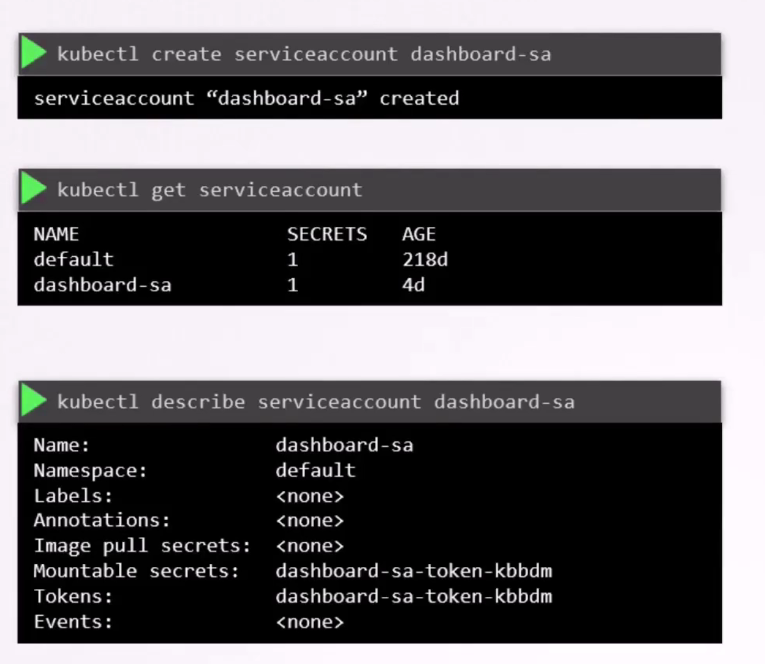 kubectl create serviceaccount dashboard-sa
serviceaccount “dashboard-sa” created
kubectl get serviceaccount
NAME SECRETS AGE
default 1 218d
dashboard-sa 1 4d
kubectl describe serviceaccount dashboard-sa
Name: dashboard-sa
Namespace: default
Labels: <none>
Annotations: <none>
Image pull secrets: <none>
Mountable secrets: dashboard-sa-token-kbbdm
Tokens: dashboard-sa-token-kbbdm
Events: <none>